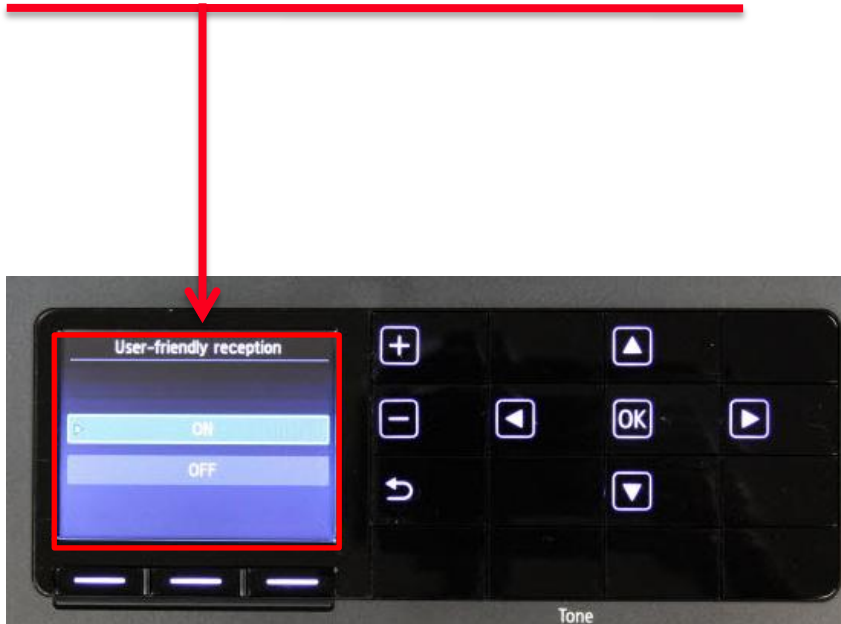 User-friendly reception
+
ON
− OK
OFF
Tone